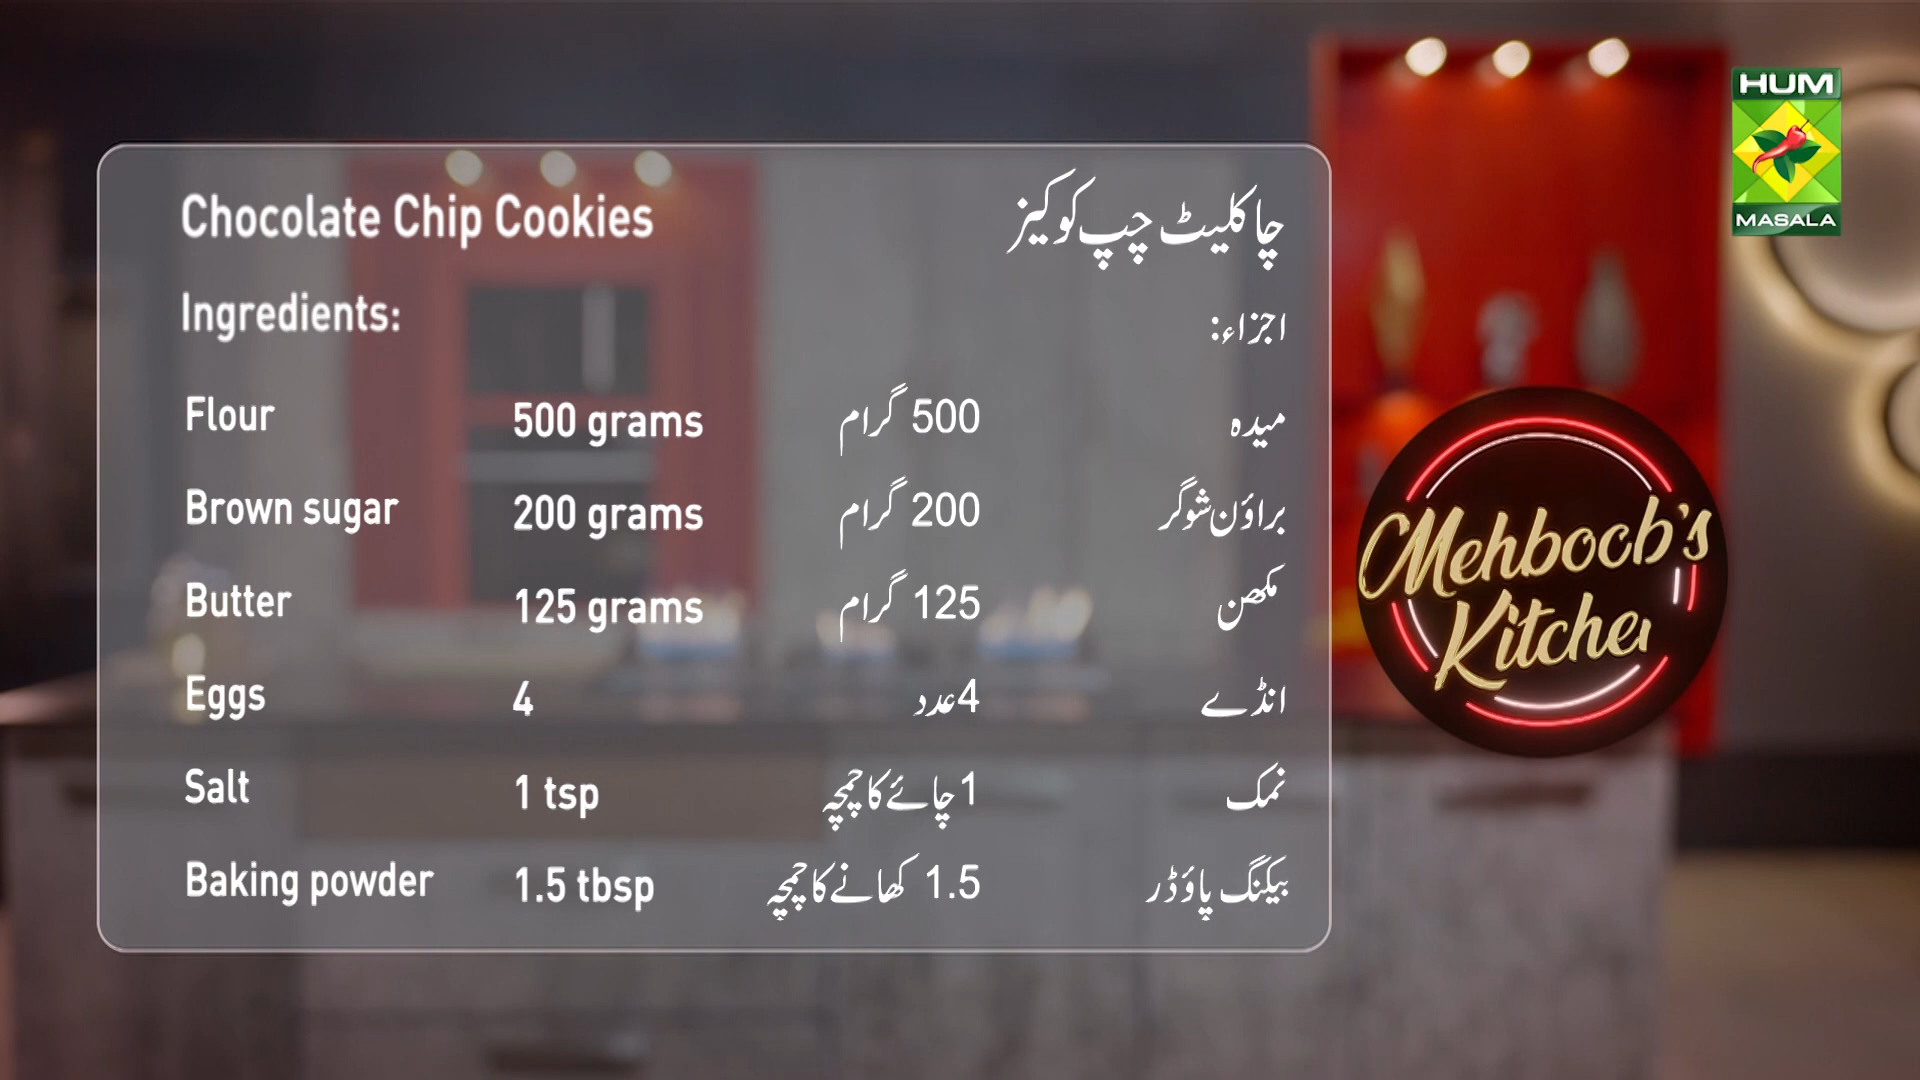 HUM
MASALA
Chocolate Chip Cookies چاکلیٹ چپ کوکیز
Ingredients: اجزاء:
Flour 500 grams 500 گرام میدہ
Brown sugar 200 grams 200 گرام براؤن شوگر
Butter 125 grams 125 گرام مکھن
Eggs 4 4 عدد انڈے
Salt 1 tsp 1 چائے کا چمچہ نمک
Baking powder 1.5 tbsp 1.5 کھانے کا چمچہ بیکنگ پاؤڈر
Mehboob's
Kitchen